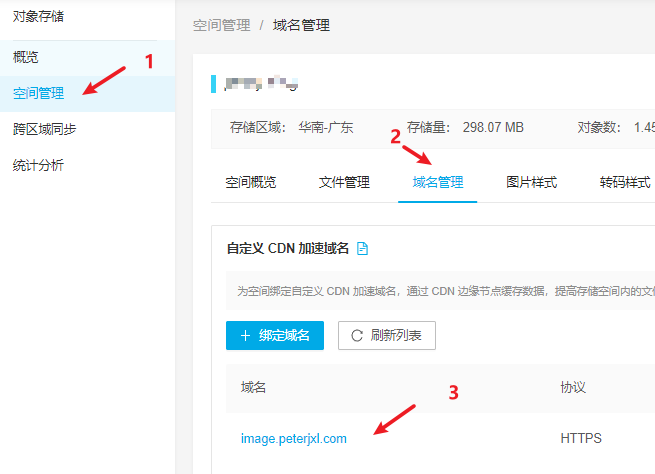 对象存储
概览
空间管理
跨区域同步
统计分析
1
空间管理 / 域名管理
存储区域： 华南-广东 存储量： 298.07 MB 对象数： 1.45
2
空间概览 文件管理 域名管理 图片样式 转码样式
自定义 CDN 加速域名
为空间绑定自定义 CDN 加速域名，通过 CDN 边缘节点缓存数据，提高存储空间内的文
绑定域名 刷新列表
域名 协议
3
image.peterjxl.com HTTPS